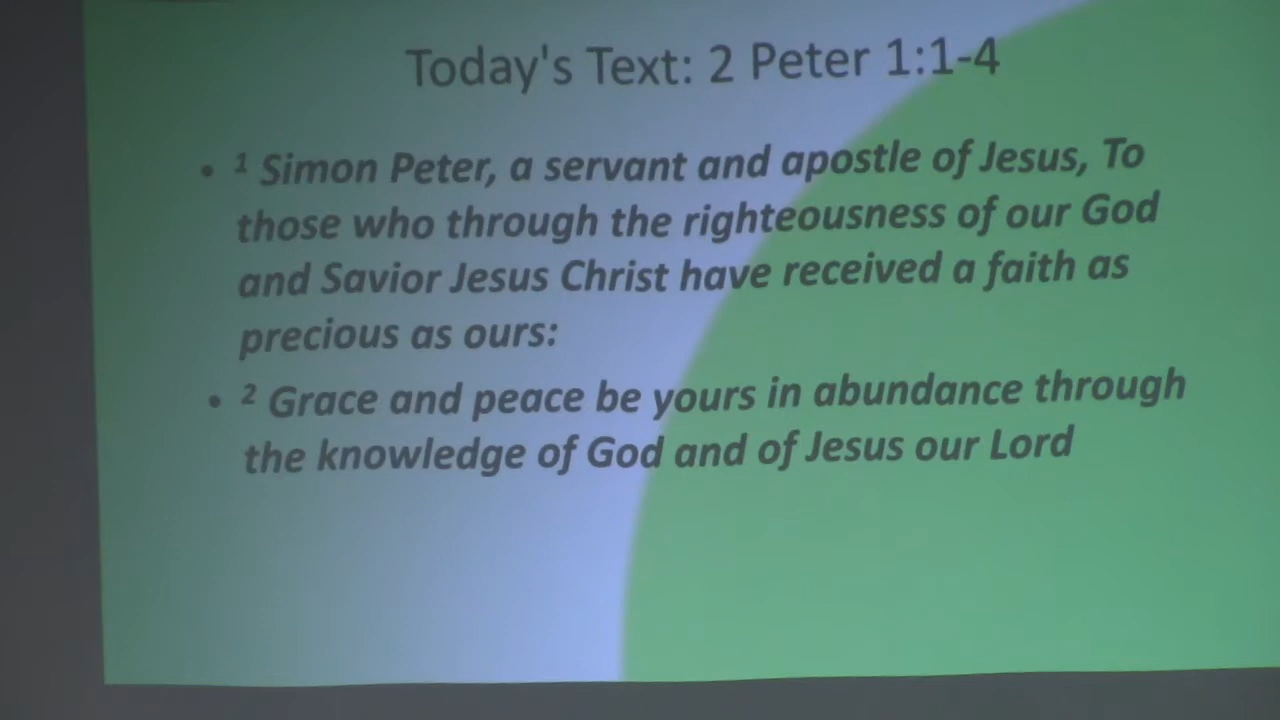 Today's Text: 2 Peter 1:1-4
• ¹ Simon Peter, a servant and apostle of Jesus, To
those who through the righteousness of our God
and Savior Jesus Christ have received a faith as
precious as ours:
• ² Grace and peace be yours in abundance through
the knowledge of God and of Jesus our Lord